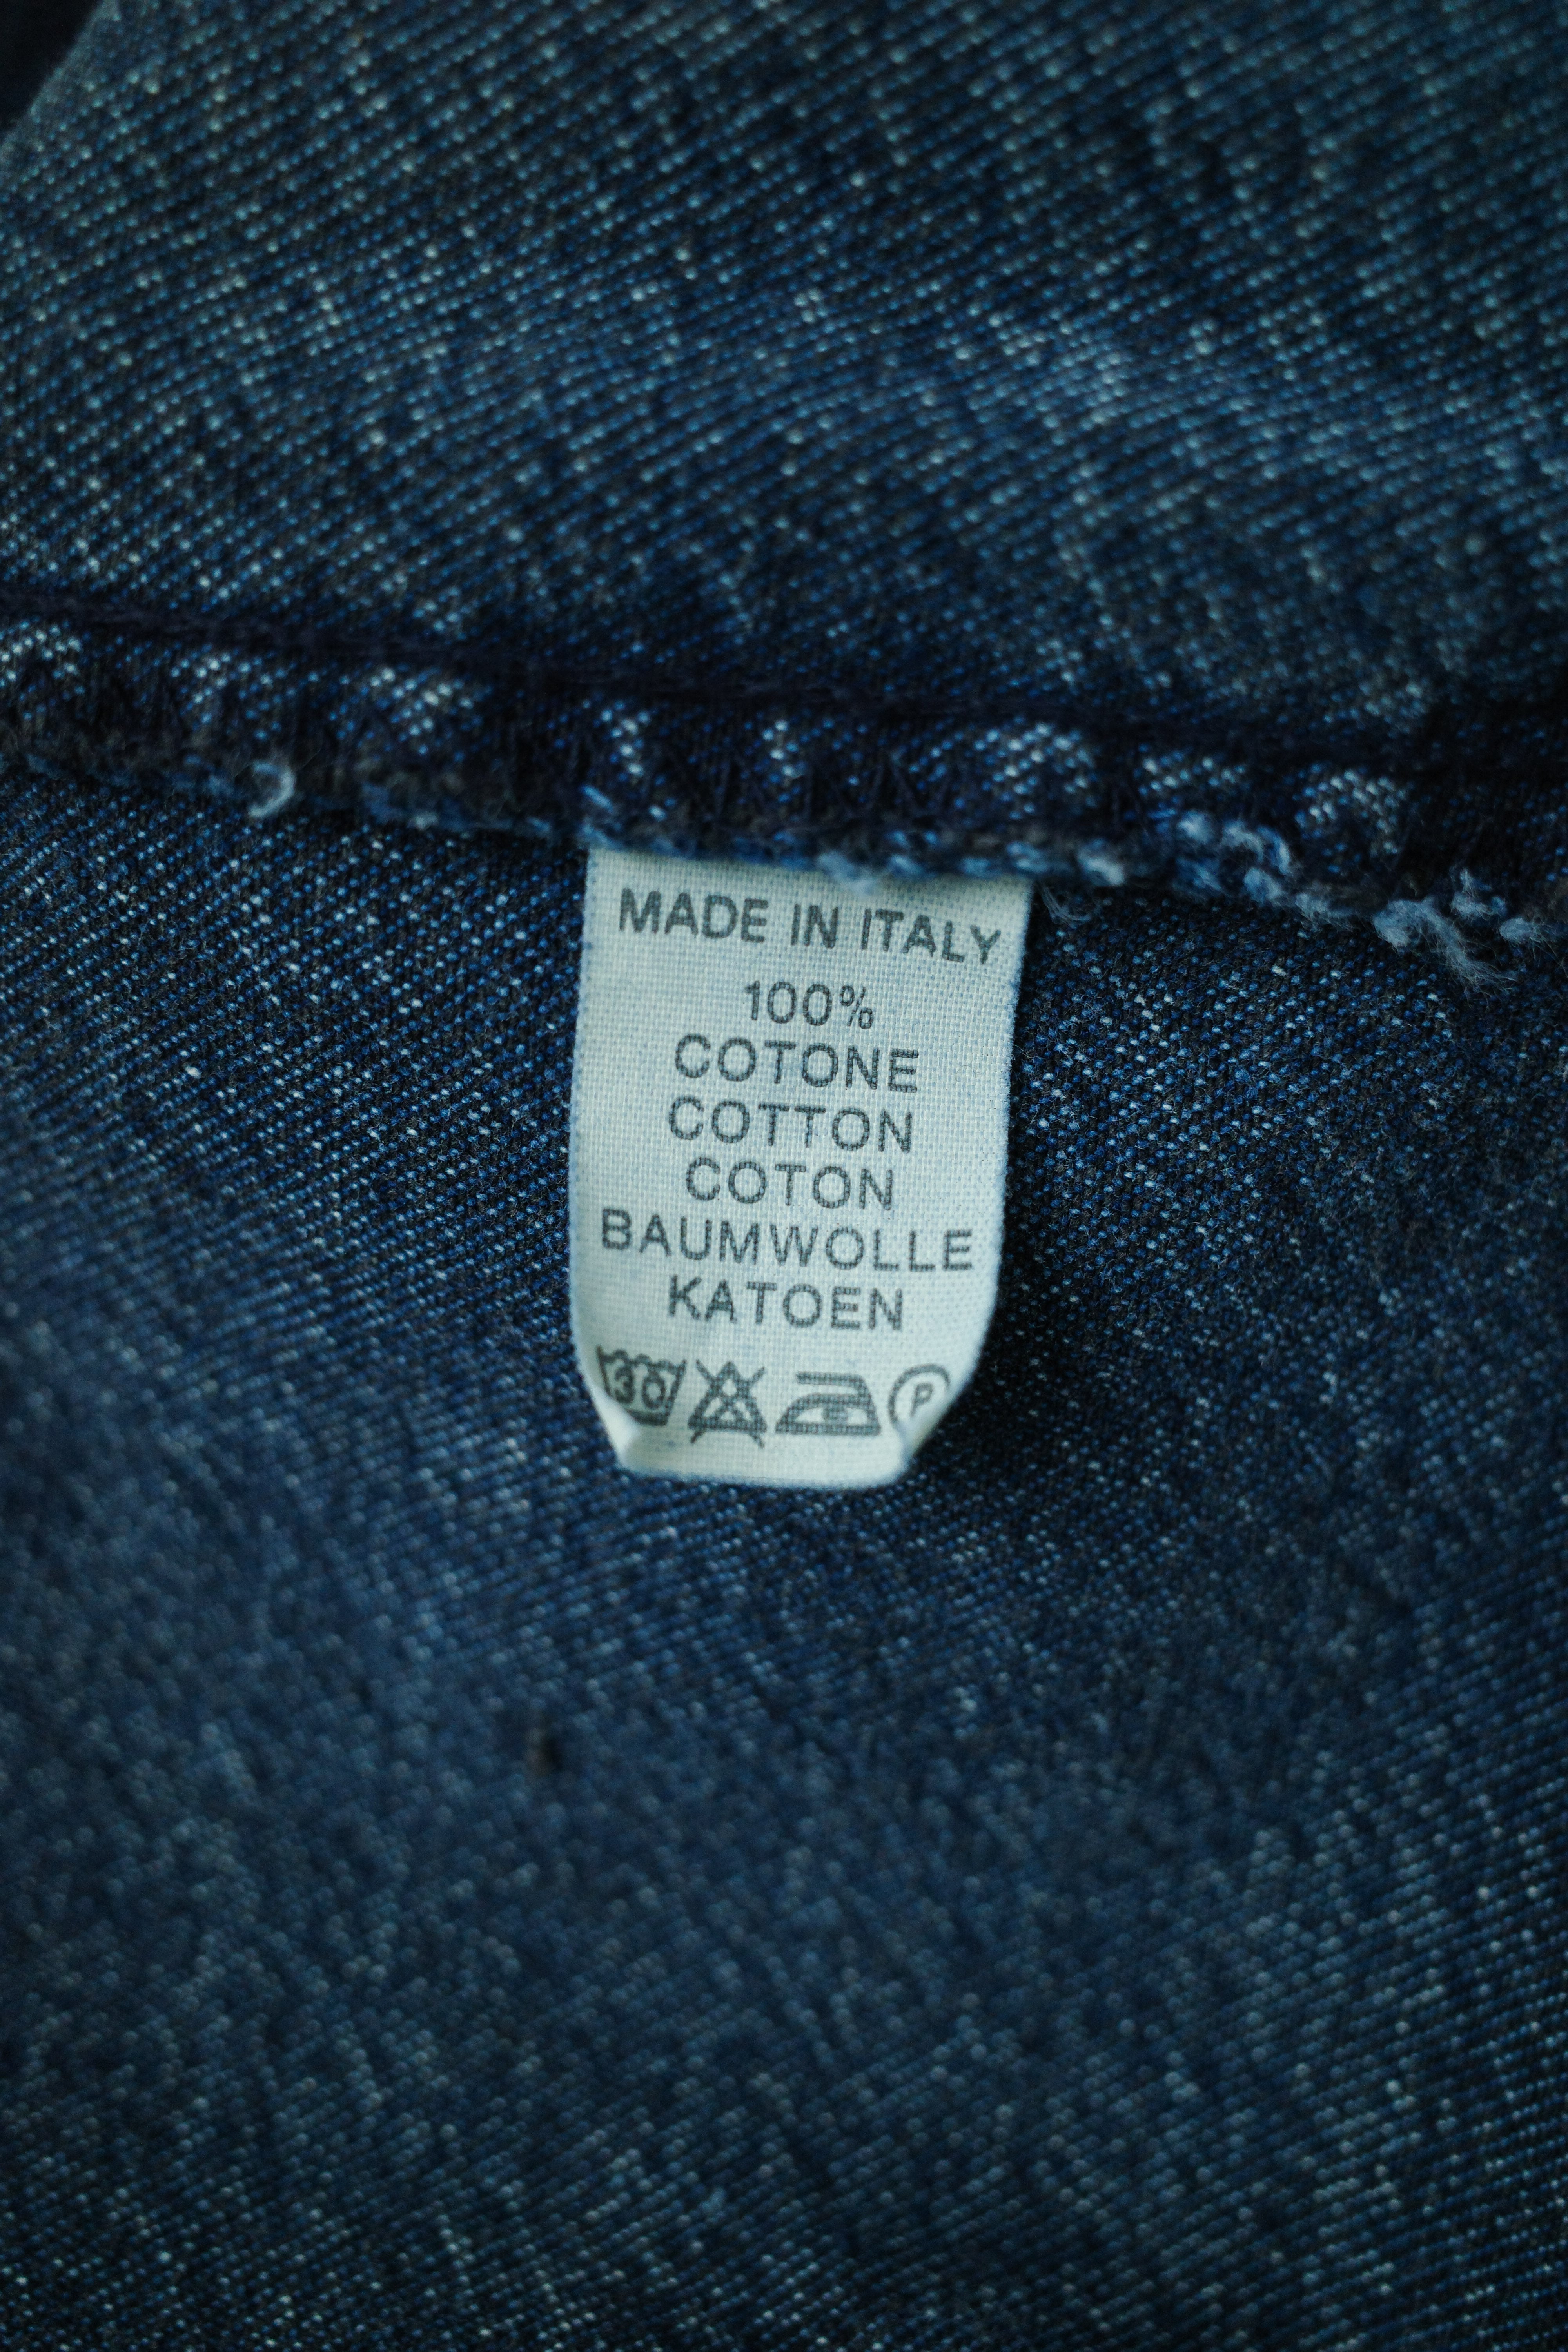 MADE IN ITALY
100%
COTONE
COTTON
COTON
BAUMWOLLE
KATOEN
30 P